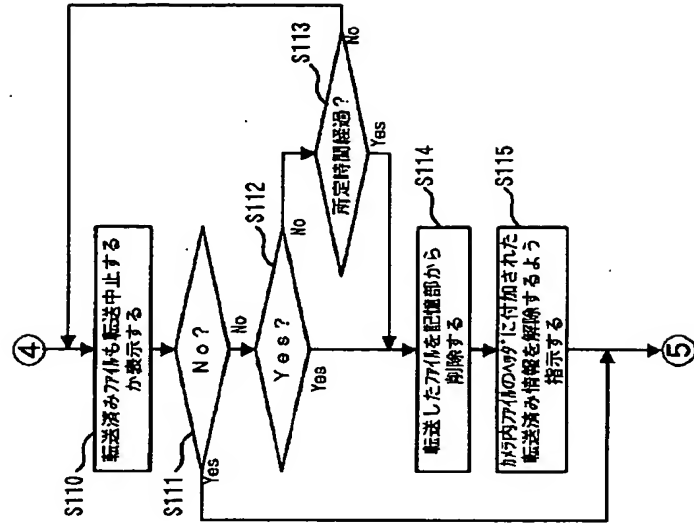 ④
S110
転送済みファイルも転送中止する
か表示する
S111
No?
Yes
No
S112
Yes?
No
Yes
S113
所定時間経過?
No
Yes
S114
転送したファイルを記憶部から
削除する
S115
カメラ内ファイルのヘッダに付加された
転送済み情報を解除するよう
指示する
⑤